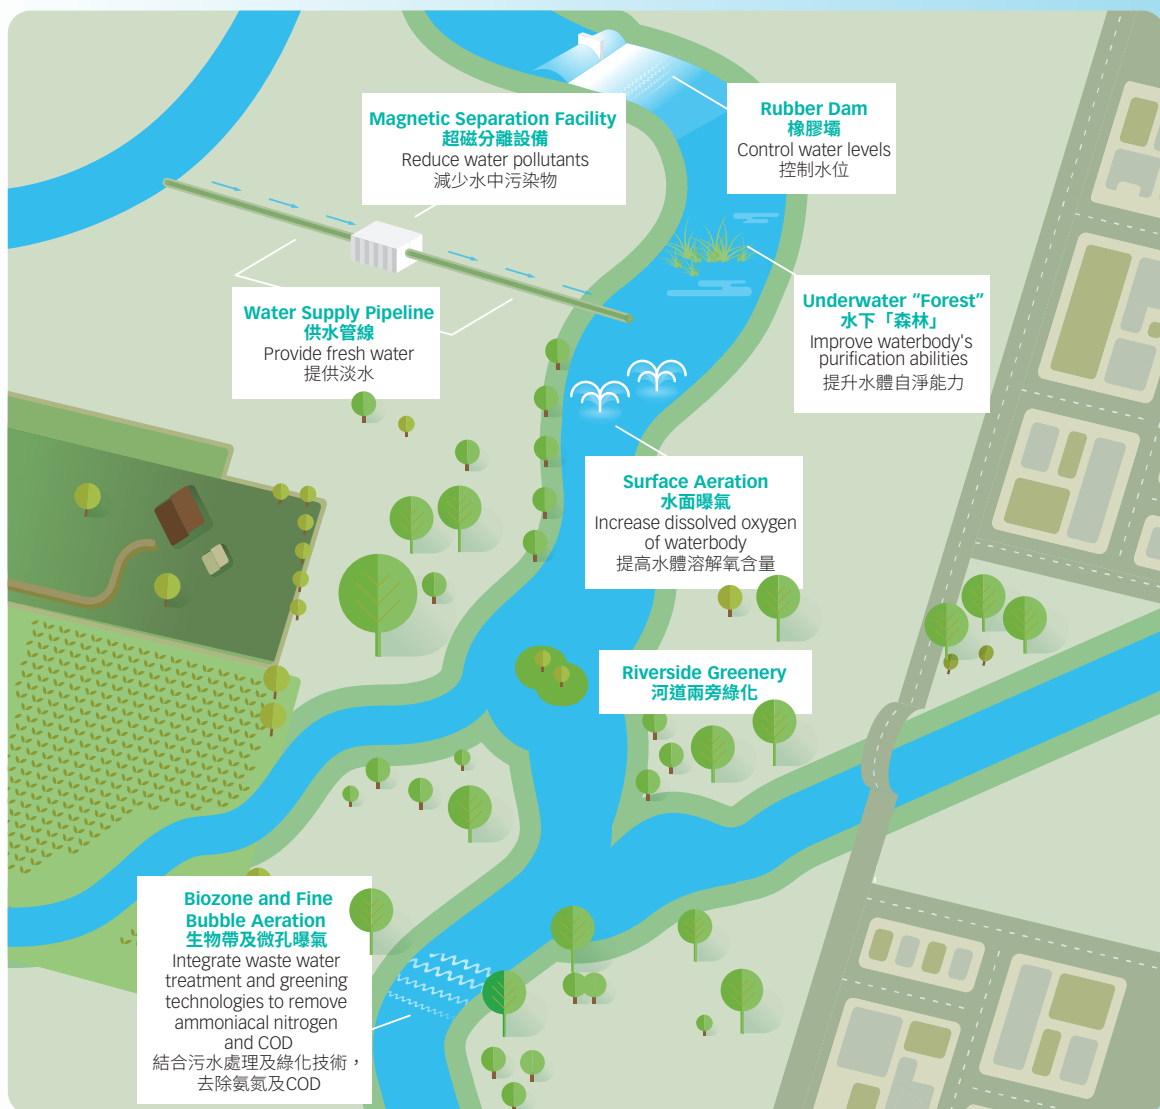 Magnetic Separation Facility
超磁分離設備
Reduce water pollutants
減少水中污染物
Rubber Dam
橡膠壩
Control water levels
控制水位
Water Supply Pipeline
供水管線
Provide fresh water
提供淡水
Underwater “Forest”
水下「森林」
Improve waterbody's
purification abilities
提升水體自淨能力
Surface Aeration
水面曝氣
Increase dissolved oxygen
of waterbody
提高水體溶解氧含量
Riverside Greenery
河道兩旁綠化
Biozone and Fine
Bubble Aeration
生物帶及微孔曝氣
Integrate waste water
treatment and greening
technologies to remove
ammoniacal nitrogen
and COD
結合污水處理及綠化技術，
去除氨氮及COD